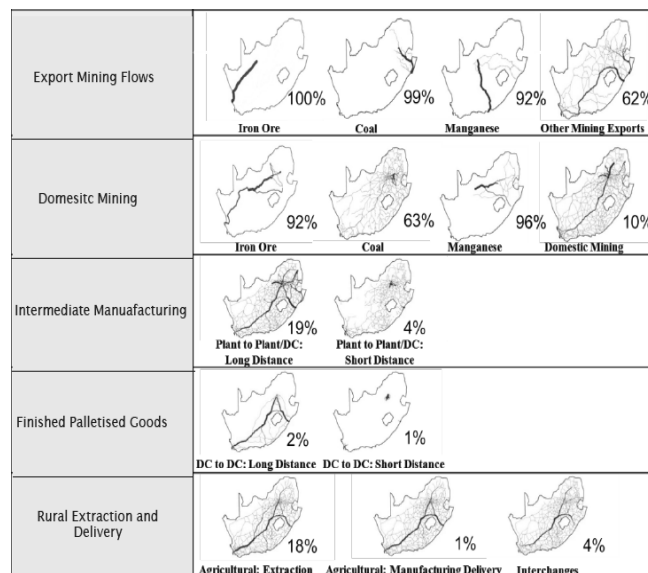 Export Mining Flows
100%
99%
92%
62%
Iron Ore
Coal
Manganese
Other Mining Exports
Domesitc Mining
92%
63%
96%
10%
Iron Ore
Coal
Manganese
Domestic Mining
Intermediate Manuafacturing
19%
4%
Plant to Plant/DC:
Long Distance
Plant to Plant/DC:
Short Distance
Finished Palletised Goods
2%
1%
DC to DC: Long Distance
DC to DC: Short Distance
Rural Extraction and
Delivery
18%
1%
4%
Agricultural: Extraction
Agricultural: Manufacturing Delivery
Interchanges